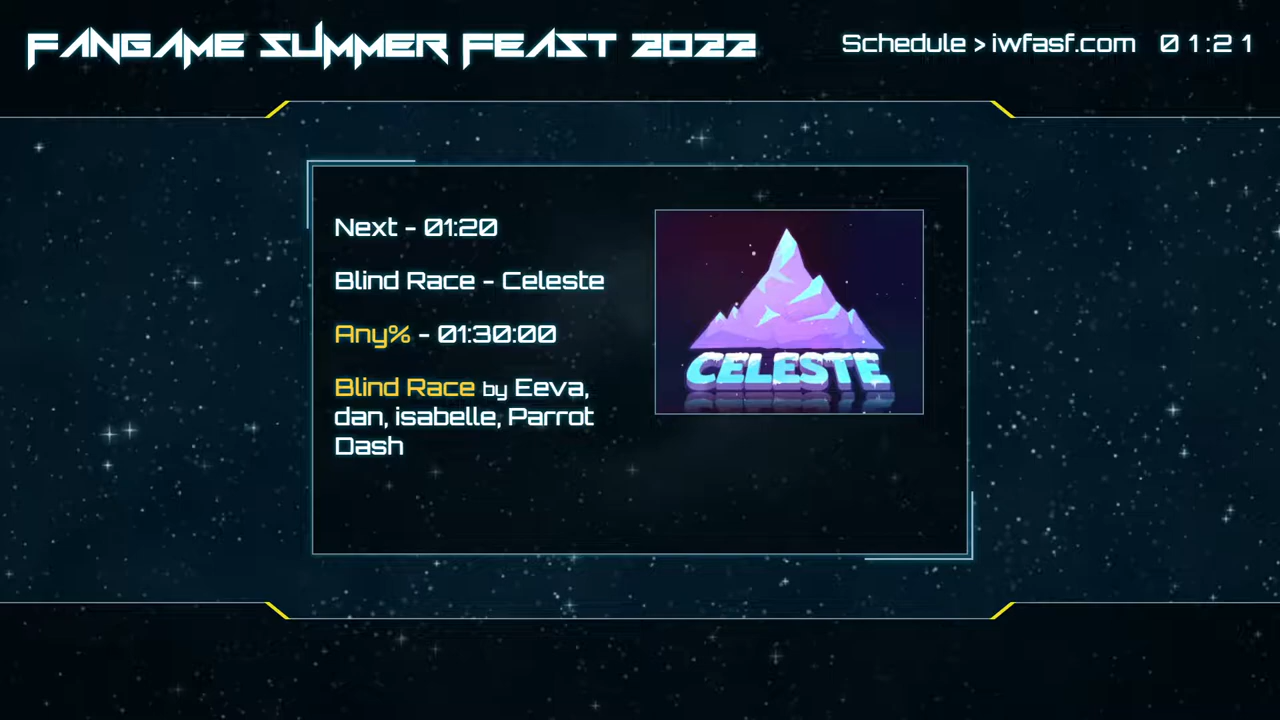 FANGAME SUMMER FEAST 2022
Schedule > iwfasf.com 01:21
Next - 01:20
Blind Race - Celeste
Any% - 01:30:00
Blind Race by Eeva,
dan, isabelle, Parrot
Dash
CELESTE